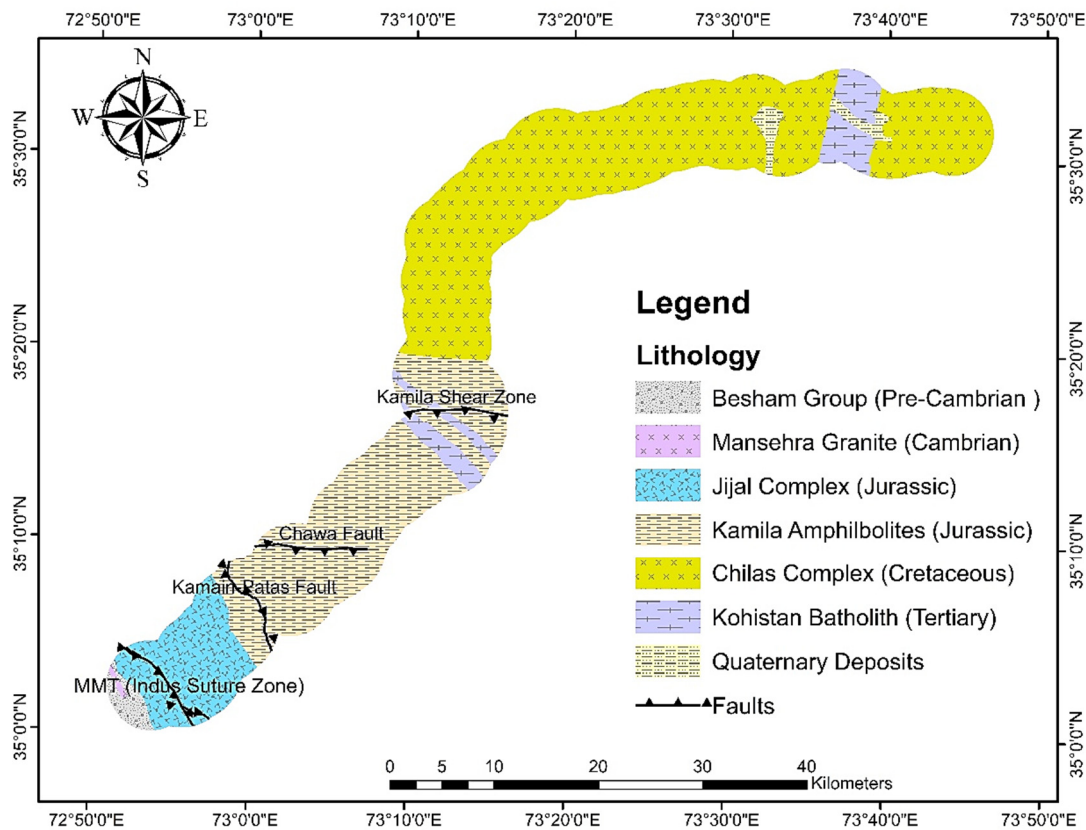 72°50'0"E 73°0'0"E 73°10'0"E 73°20'0"E 73°30'0"E 73°40'0"E 73°50'0"E
N
W E
S
35°30'0"N
35°30'0"N
35°20'0"N
35°20'0"N
35°10'0"N
35°10'0"N
35°0'0"N
35°0'0"N
Kamila Shear Zone
Chawa Fault
Kamain Patas Fault
MMT (Indus Suture Zone)
Legend
Lithology
Besham Group (Pre-Cambrian )
Mansehra Granite (Cambrian)
Jijal Complex (Jurassic)
Kamila Amphilbolites (Jurassic)
Chilas Complex (Cretaceous)
Kohistan Batholith (Tertiary)
Quaternary Deposits
Faults
0 5 10 20 30 40
Kilometers
72°50'0"E 73°0'0"E 73°10'0"E 73°20'0"E 73°30'0"E 73°40'0"E 73°50'0"E